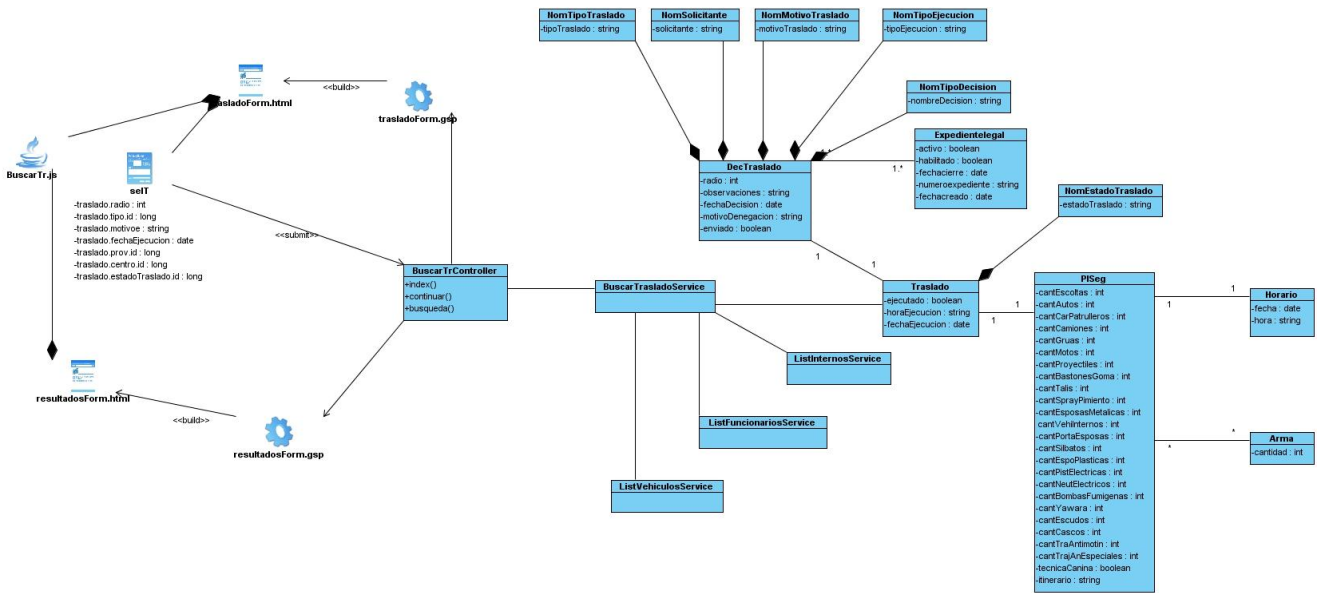 NomTipoTraslado
-tipoTraslado : string
NomSolicitante
-solicitante : string
NomMotivoTraslado
-motivoTraslado : string
NomTipoEjecucion
-tipoEjecucion : string
NomTipoDecision
-nombreDecision : string
Expedientelegal
-activo : boolean
-habilitado : boolean
-fechacierre : date
-numeroexpediente : string
-fechacreado : date
1..*
1.*
DecTraslado
-radio : int
-observaciones : string
-fechaDecision : date
-motivoDenegacion : string
-enviado : boolean
NomEstadoTraslado
-estadoTraslado : string
1
1
Traslado
-ejecutado : boolean
-horaEjecucion : string
-fechaEjecucion : date
1
1
PlSeg
-cantEscoltas : int
-cantAutos : int
-cantCarPatrulleros : int
-cantCamiones : int
-cantGruas : int
-cantMotos : int
-cantProyectiles : int
-cantBastonesGoma : int
-cantTalis : int
-cantSprayPimiento : int
-cantEsposasMetalicas : int
cantVehiInternos : int
-cantPortaEsposas : int
-cantSilbatos : int
-cantEspoPlasticas : int
-cantPistElectricas : int
-cantNeutElectricos : int
-cantBombasFumigenas : int
-cantYawara : int
-cantEscudos : int
-cantCascos : int
-cantTraAntimotin : int
-cantTrajAnEspeciales : int
-tecnicaCanina : boolean
-itinerario : string
1
1
Horario
-fecha : date
-hora : string
*
*
Arma
-cantidad : int
asladoForm.html
<<build>>
trasladoForm.gsp
BuscarTr.js
selT
-traslado.radio : int
-traslado.tipo.id : long
-traslado.motivoe : string
-traslado.fechaEjecucion : date
-traslado.prov.id : long
-traslado.centro.id : long
-traslado.estadoTraslado.id : long
<<submit>>
BuscarTrController
+index()
+continuar()
+busqueda()
BuscarTrasladoService
ListInternosService
ListFuncionariosService
ListVehiculosService
resultadosForm.html
<<build>>
resultadosForm.gsp